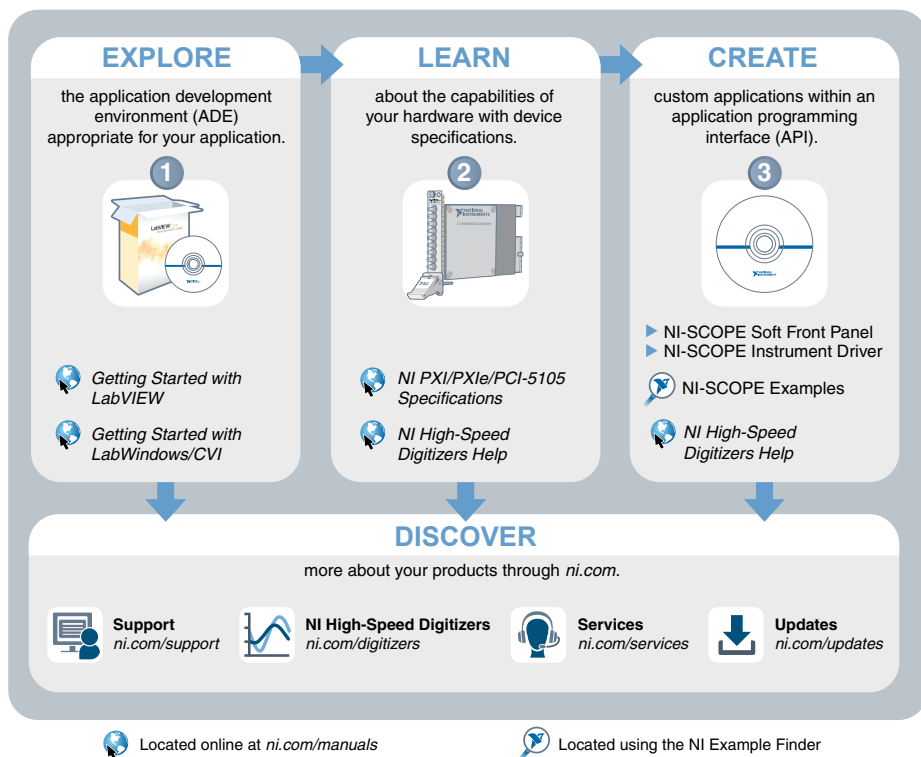 EXPLORE
the application development
environment (ADE)
appropriate for your application.
1
LabVIEW
Getting Started with
LabVIEW
Getting Started with
LabWindows/CVI
LEARN
about the capabilities of
your hardware with device
specifications.
2
NATIONAL
INSTRUMENTS
NI PXI/PXIe/PCI-5105
Specifications
NI High-Speed
Digitizers Help
CREATE
custom applications within an
application programming
interface (API).
3
NATIONAL
INSTRUMENTS
NI-SCOPE Soft Front Panel
NI-SCOPE Instrument Driver
NI-SCOPE Examples
NI High-Speed
Digitizers Help
DISCOVER
more about your products through ni.com.
Support
ni.com/support
NI High-Speed Digitizers
ni.com/digitizers
Services
ni.com/services
Updates
ni.com/updates
Located online at ni.com/manuals
Located using the NI Example Finder